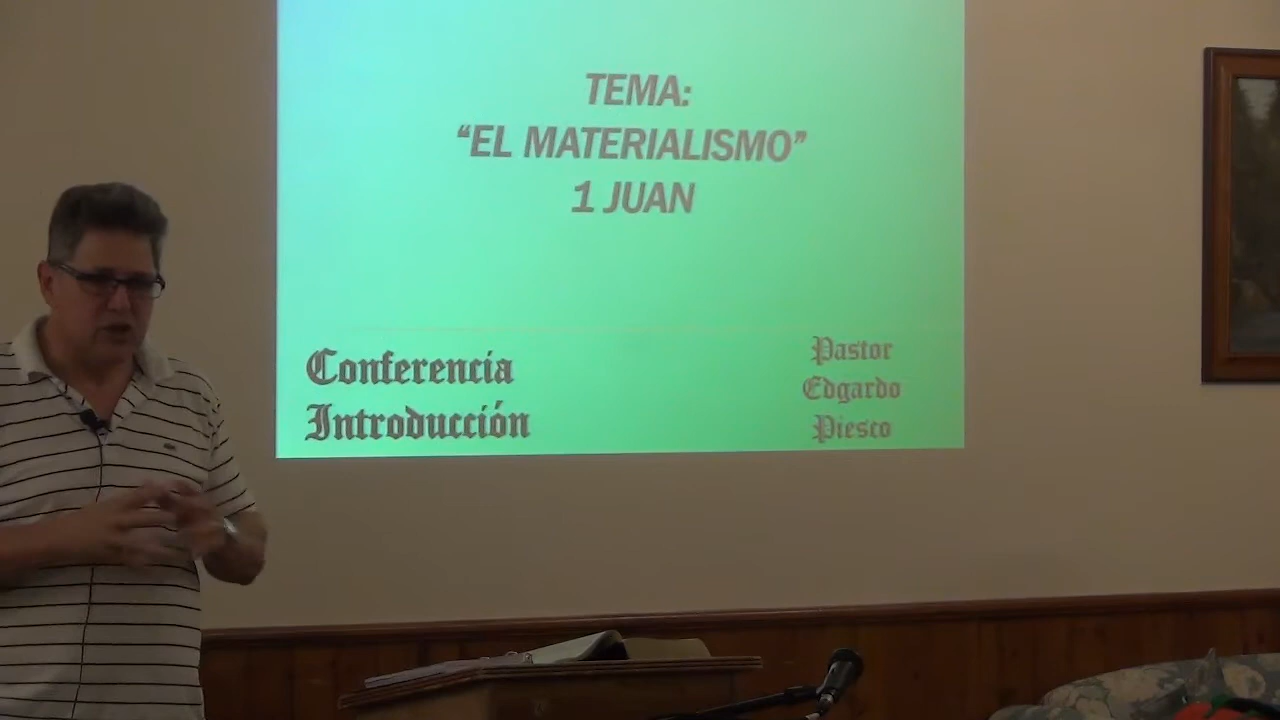 TEMA:
“EL MATERIALISMO”
1 JUAN
Conferencia
Introducción
Pastor
Edgardo
Piesco